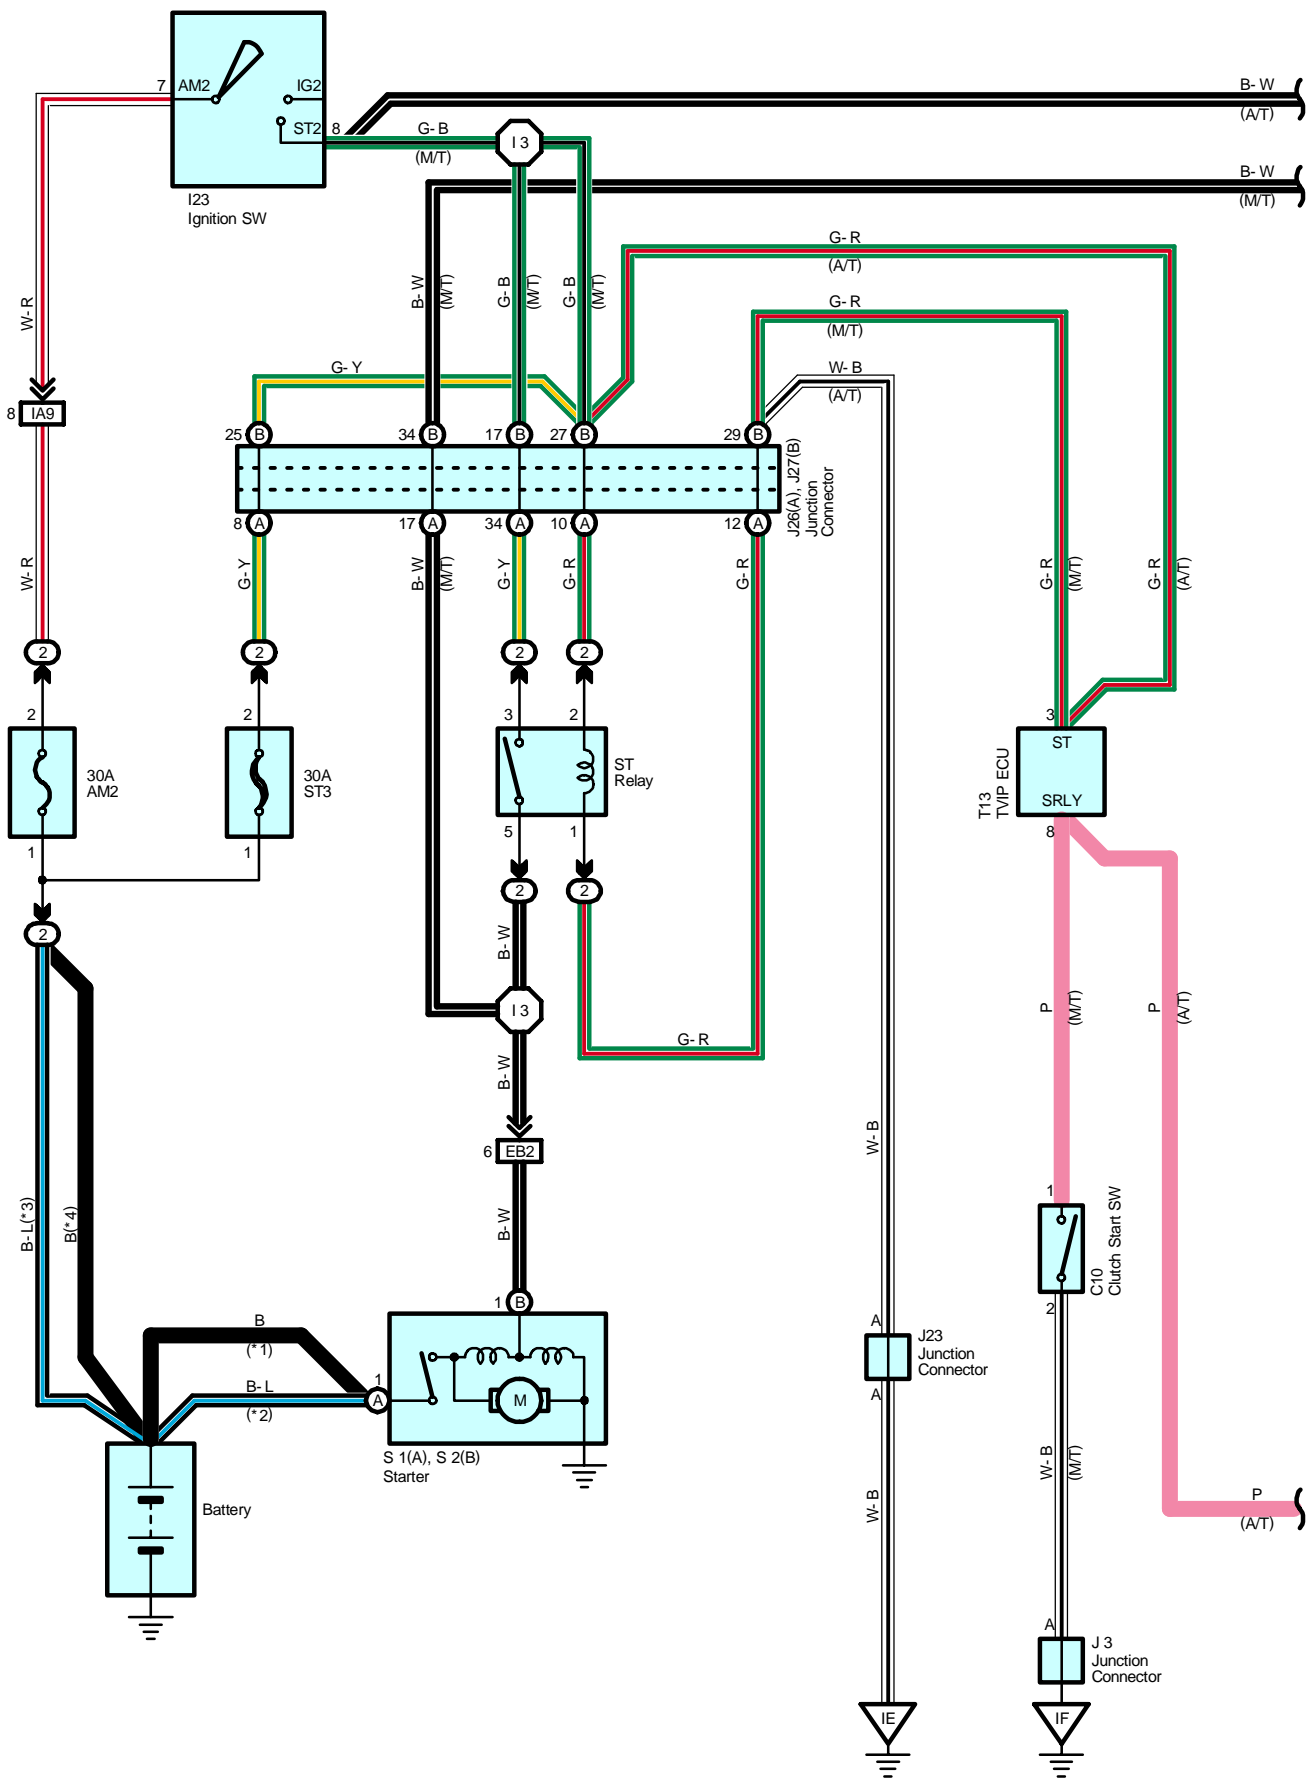 7 AM2 IG2
ST2 8
I23
Ignition SW
B-W
(A/T)
G-B
(M/T)
I 3
B-W
(M/T)
G-R
(A/T)
G-R
(M/T)
W-B
(A/T)
G-Y
W-R
B-W
(M/T)
G-B
(M/T)
G-B
(M/T)
8 IA9
25 B
34 B
17 B
27 B
29 B
8 A
17 A
34 A
10 A
12 A
J26(A), J27(B)
Junction
Connector
W-R
G-Y
B-W
(M/T)
G-Y
G-R
G-R
G-R
(M/T)
G-R
(A/T)
2
2
2
2
2
2
3
2
3
30A
AM2
30A
ST3
ST
Relay
ST
SRLY
T13
TVIP ECU
1
1
5
1
8
2
2
2
B-W
I 3
B-W
G-R
P
(M/T)
P
(A/T)
6 EB2
B-W
B-L(*3)
B(*4)
W-B
1
C10
Clutch Start SW
2
1 B
B
(*1)
B-L
(*2)
1
A
M
S 1(A), S 2(B)
Starter
Battery
A
J23
Junction
Connector
A
W-B
W-B
(M/T)
P
(A/T)
A
J 3
Junction
Connector
IE
IF